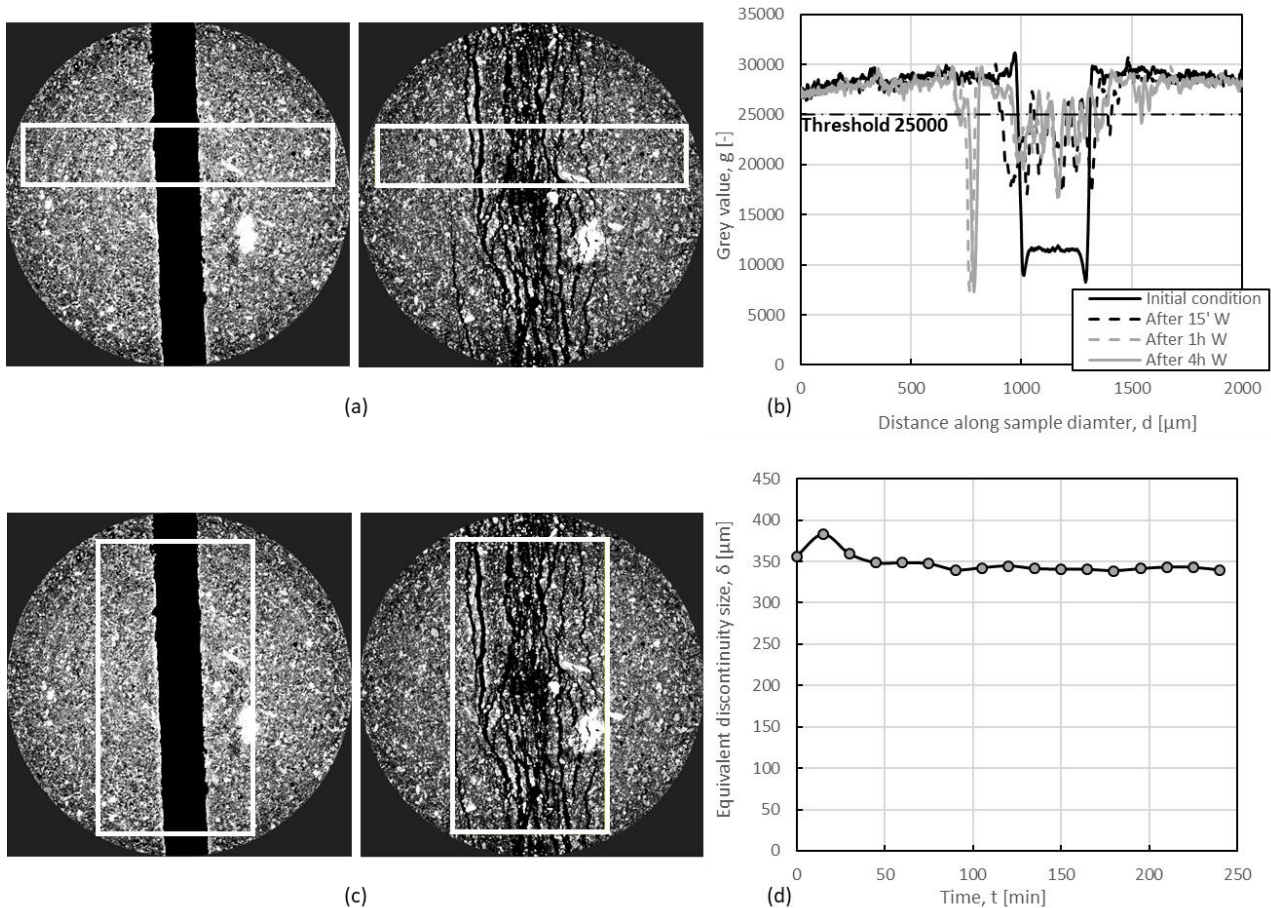 35000
30000
25000
20000
15000
10000
5000
0
Grey value, g [-]
Threshold 25000
Initial condition
After 15' W
After 1h W
After 4h W
0 500 1000 1500 2000
Distance along sample diamter, d [µm]
(a)
(b)
450
400
350
300
250
200
150
100
50
0
Equivalent discontinuity size, δ [µm]
0 50 100 150 200 250
Time, t [min]
(c)
(d)